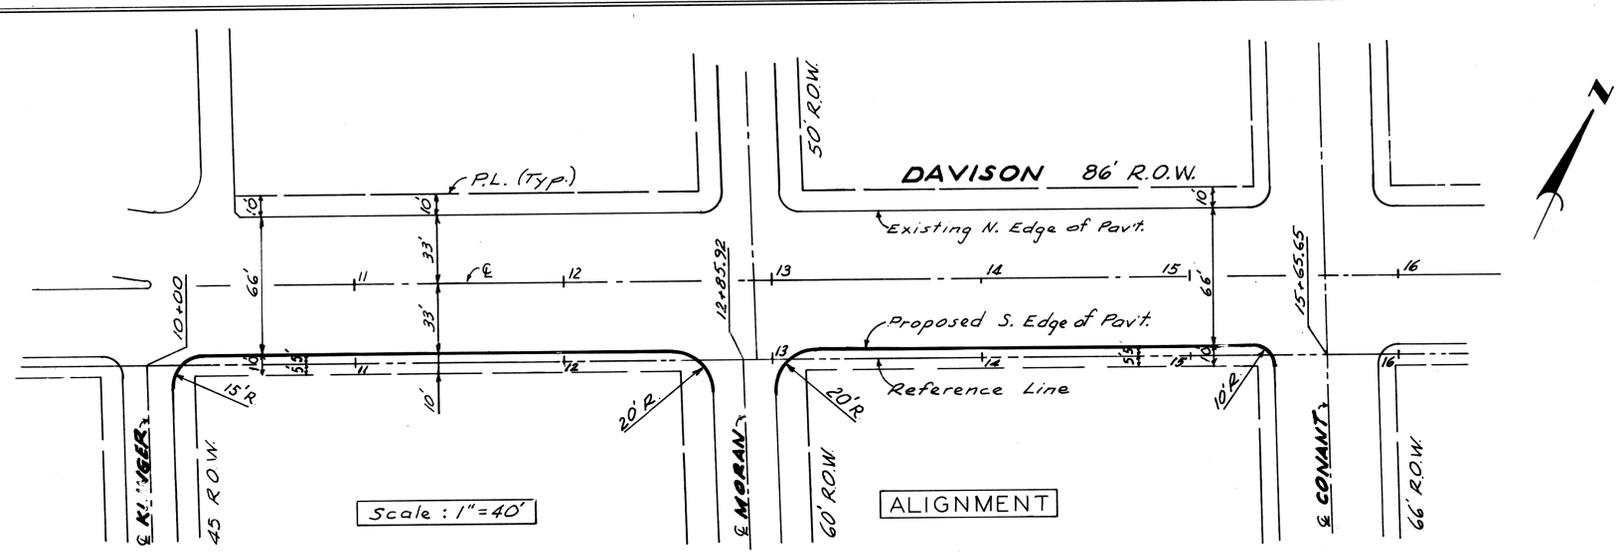 50' R.O.W.
DAVISON 86' R.O.W.
P.L. (Typ.)
10'
10'
10'
Existing N. Edge of Pav't.
N
66'
33'
℄
11
12
12+85.92
13
14
15
66'
15+65.65
16
10+00
33'
Proposed S. Edge of Pav't.
10'
5'
5'
11
12
13
14
5'
5'
15
10'
16
Reference Line
15'R
10'
20'R.
20'R.
10'R.
℄
45 R.O.W.
℄ MORAN
60' R.O.W.
℄ CONANT
66' R.O.W.
Scale : 1"=40'
ALIGNMENT